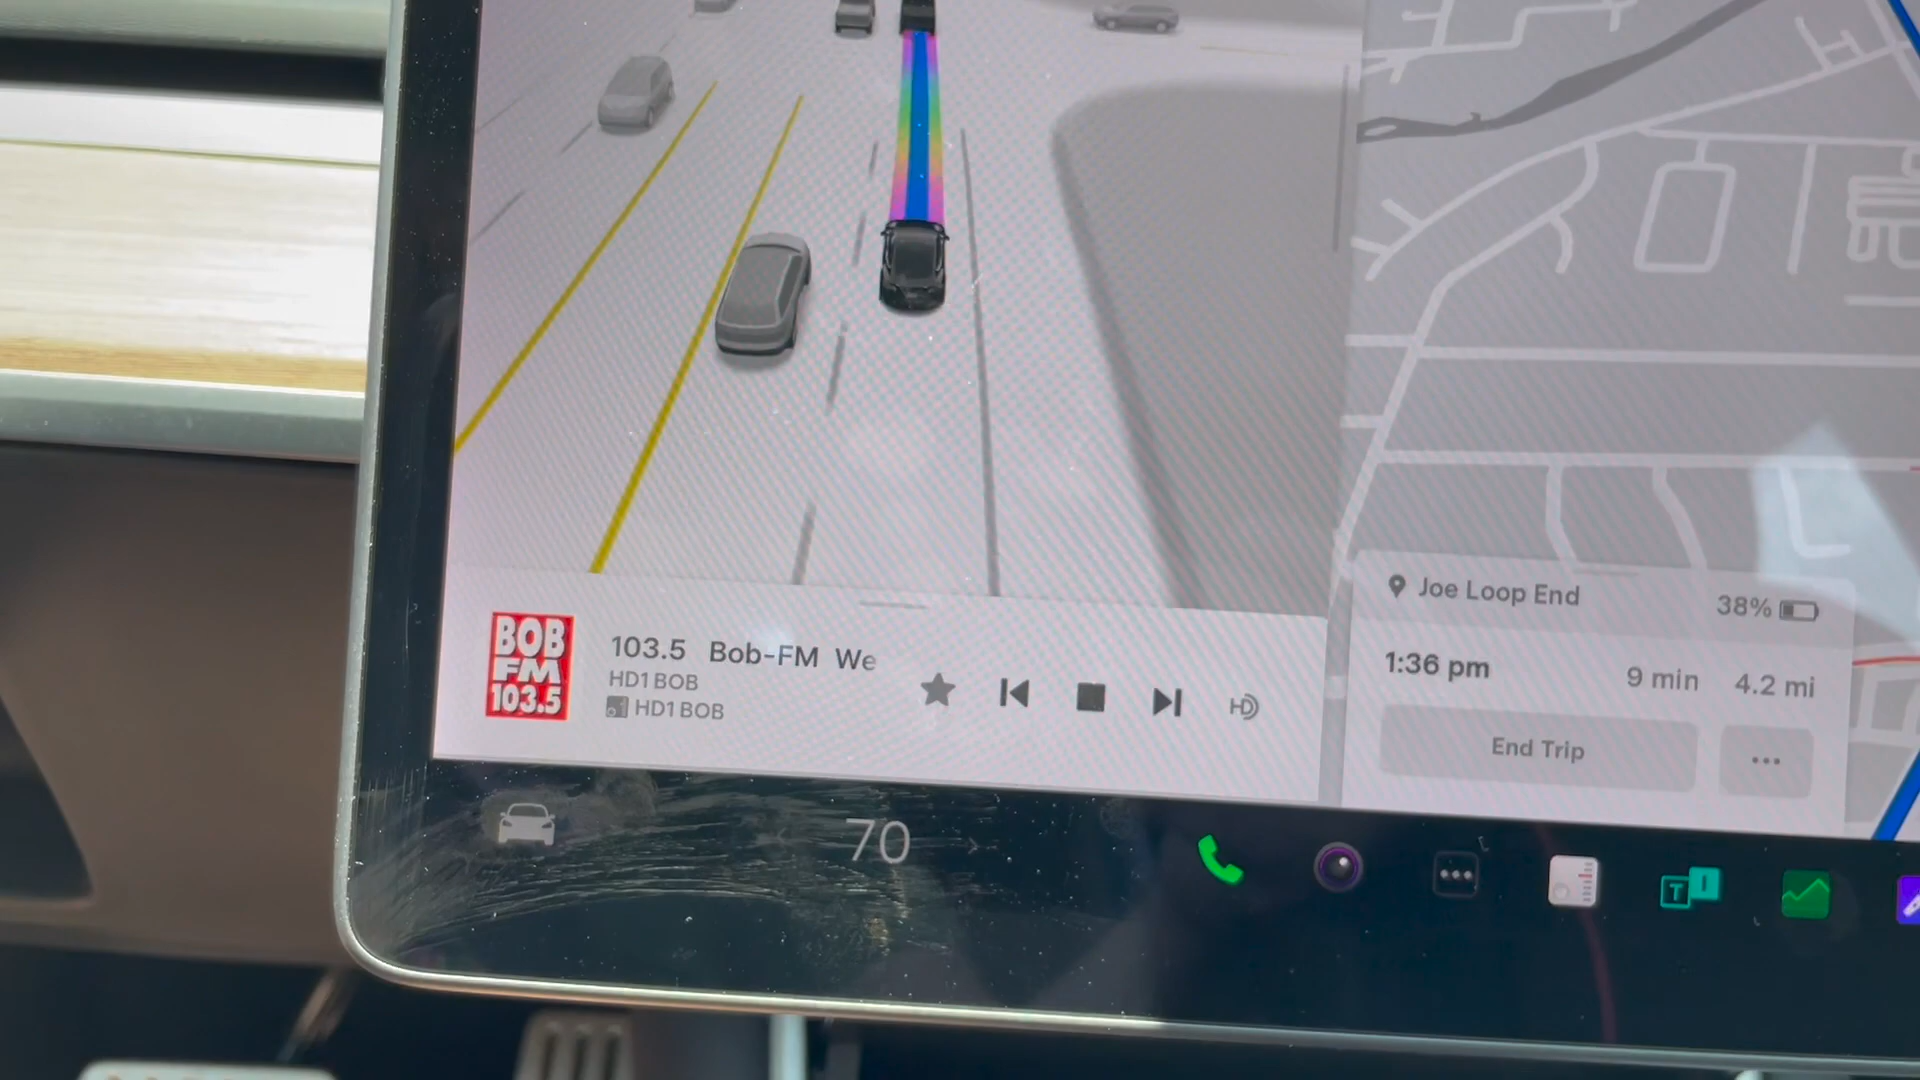 BOB
FM
103.5
103.5 Bob-FM We
HD1 BOB
HD1 BOB
HD
Joe Loop End
38%
1:36 pm
9 min
4.2 mi
End Trip
70
T
I